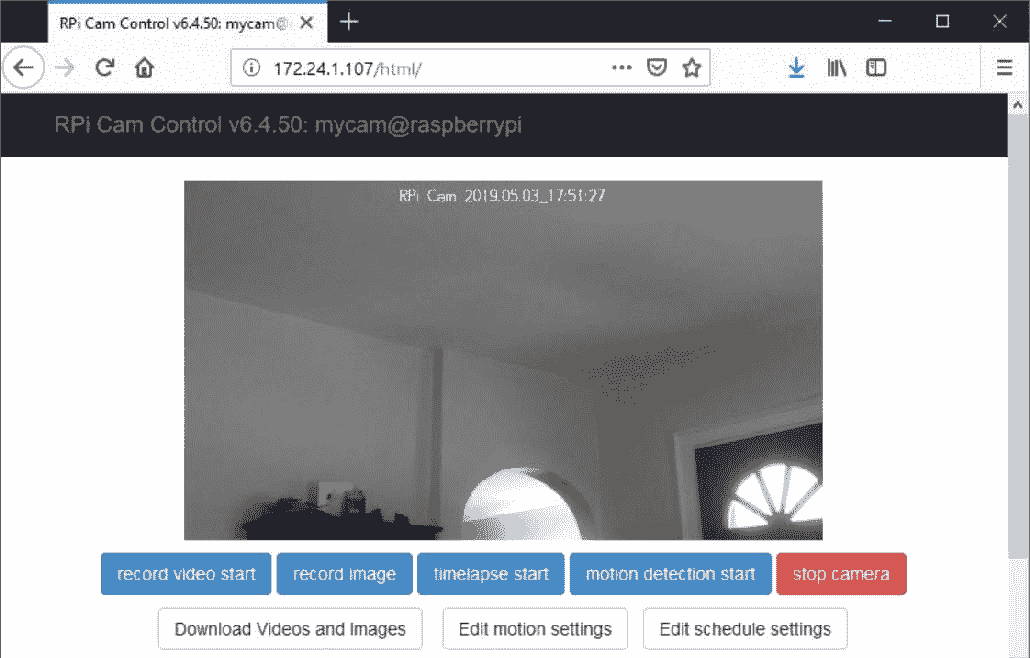 RPi Cam Control v6.4.50: mycam@
172.24.1.107/html/
RPi Cam Control v6.4.50: mycam@raspberrypi
RPi Cam 2019.05.03_17:51:27
record video start record image timelapse start motion detection start stop camera
Download Videos and Images Edit motion settings Edit schedule settings